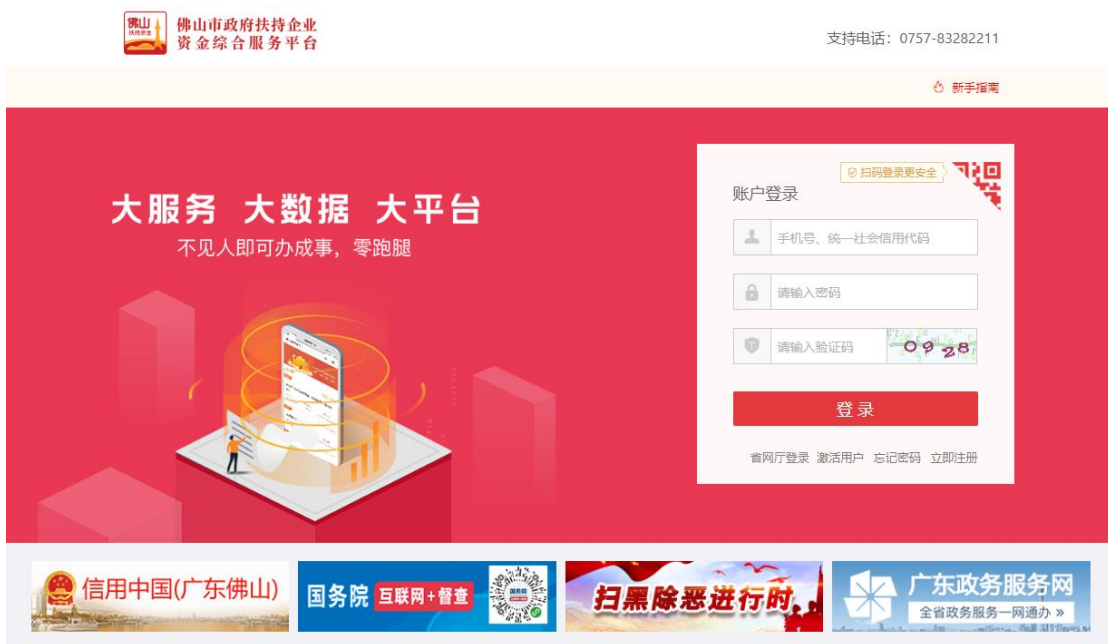 佛山
扶持资金
佛山市政府扶持企业
资金综合服务平台
支持电话：0757-83282211
新手指南
大服务 大数据 大平台
不见人即可办成事，零跑腿
扫码登录更安全
账户登录
手机号、统一社会信用代码
请输入密码
请输入验证码
0928
登录
省网厅登录 激活用户 忘记密码 立即注册
信用中国(广东佛山)
国务院 互联网+督查
扫黑除恶进行时
广东政务服务网
全省政务服务一网通办 »